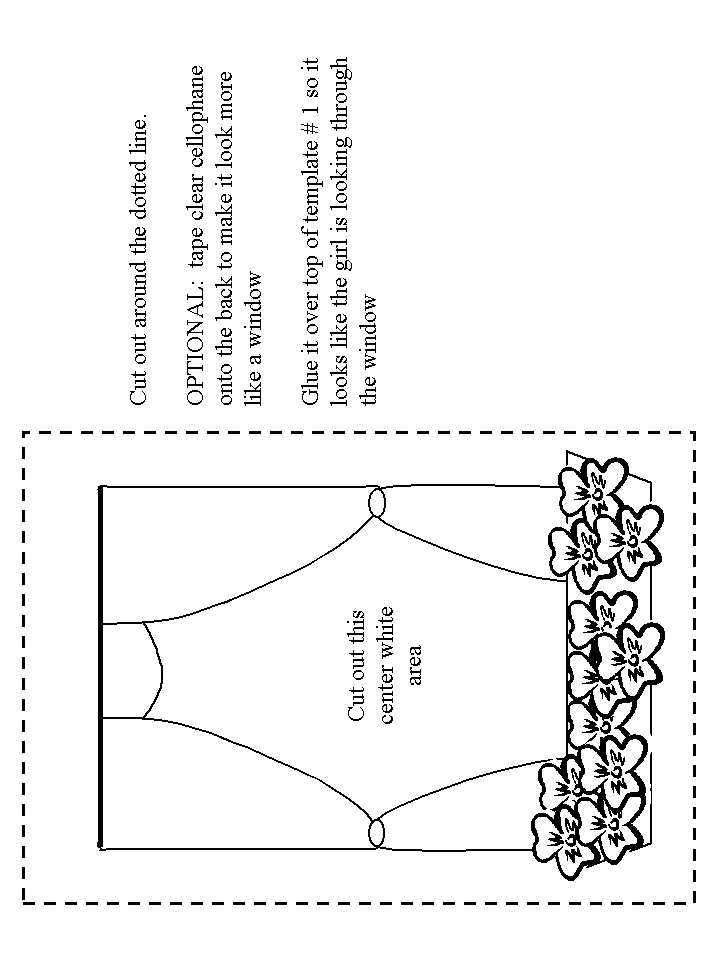 Cut out around the dotted line.
OPTIONAL: tape clear cellophane
onto the back to make it look more
like a window
Glue it over top of template # 1 so it
looks like the girl is looking through
the window
Cut out this
center white
area